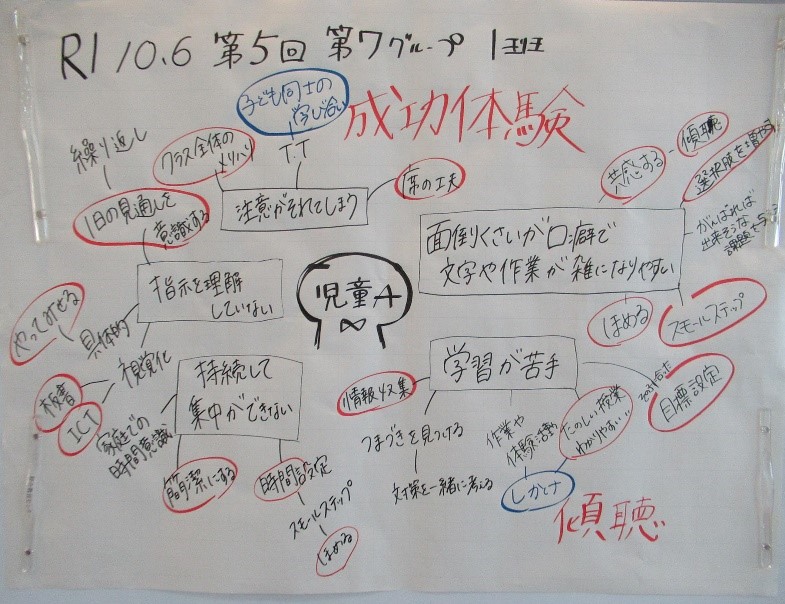 R1 10.6 第5回 第7グループ 1班
成功体験
子ども同士の
学び合い
T.T
クラス全体の
メリハリ
注意がそれてしまう
席の工夫
繰り返し
1日の見通しを
意識する
指示を理解
していない
具体的
やってみせる
視覚化
板書
ICT
児童A
共感する
傾聴
選択肢を増やす
面倒くさいが口癖で
文字や作業が雑になりやすい
がんばれば
出来そうな
課題を与える
ほめる
スモールステップ
持続して
集中ができない
家庭での
時間意識
簡潔にする
時間設定
スモールステップ
ほめる
学習が苦手
情報収集
つまづきを見つける
対策を一緒に考える
作業や
体験活動
たのしい授業
わかりやすい
しかけ
目標設定
傾聴